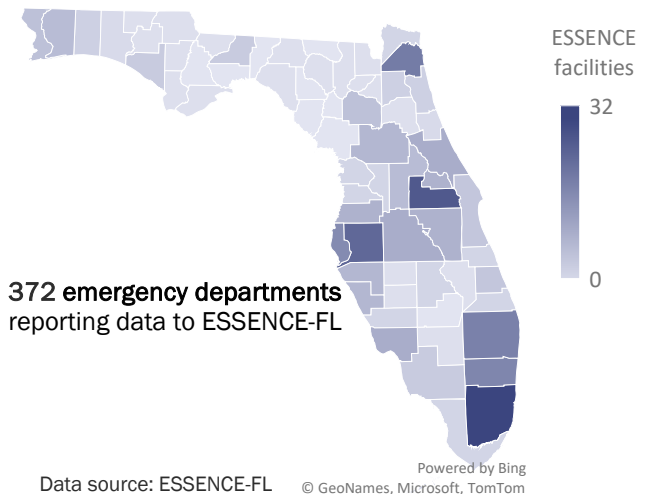 ESSENCE
facilities
32
0
372 emergency departments
reporting data to ESSENCE-FL
Powered by Bing
Data source: ESSENCE-FL
© GeoNames, Microsoft, TomTom